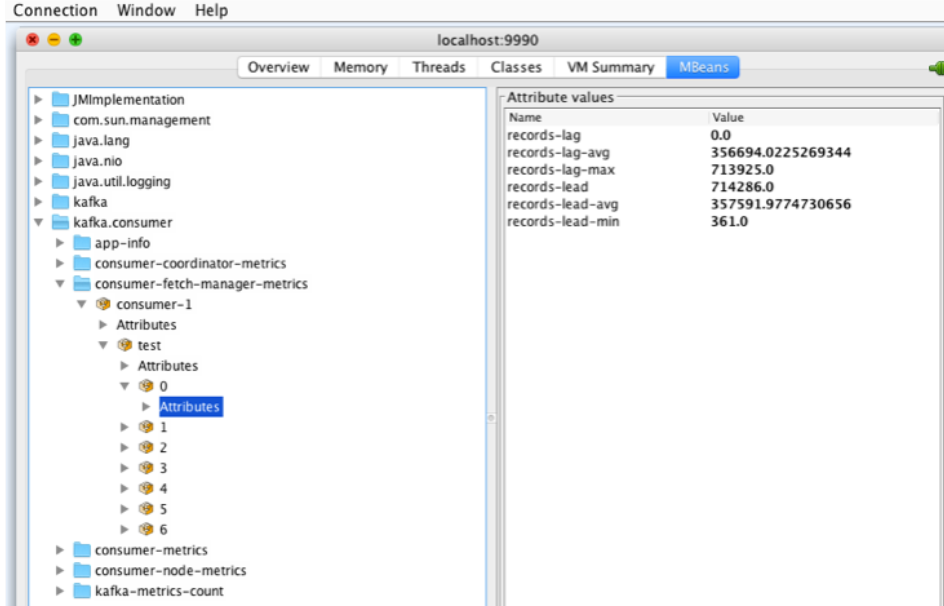 Connection Window Help
localhost:9990
Overview Memory Threads Classes VM Summary MBeans
JMImplementation
com.sun.management
java.lang
java.nio
java.util.logging
kafka
kafka.consumer
app-info
consumer-coordinator-metrics
consumer-fetch-manager-metrics
consumer-1
Attributes
test
Attributes
0
Attributes
1
2
3
4
5
6
consumer-metrics
consumer-node-metrics
kafka-metrics-count
Attribute values
Name Value
records-lag 0.0
records-lag-avg 356694.0225269344
records-lag-max 713925.0
records-lead 714286.0
records-lead-avg 357591.9774730656
records-lead-min 361.0